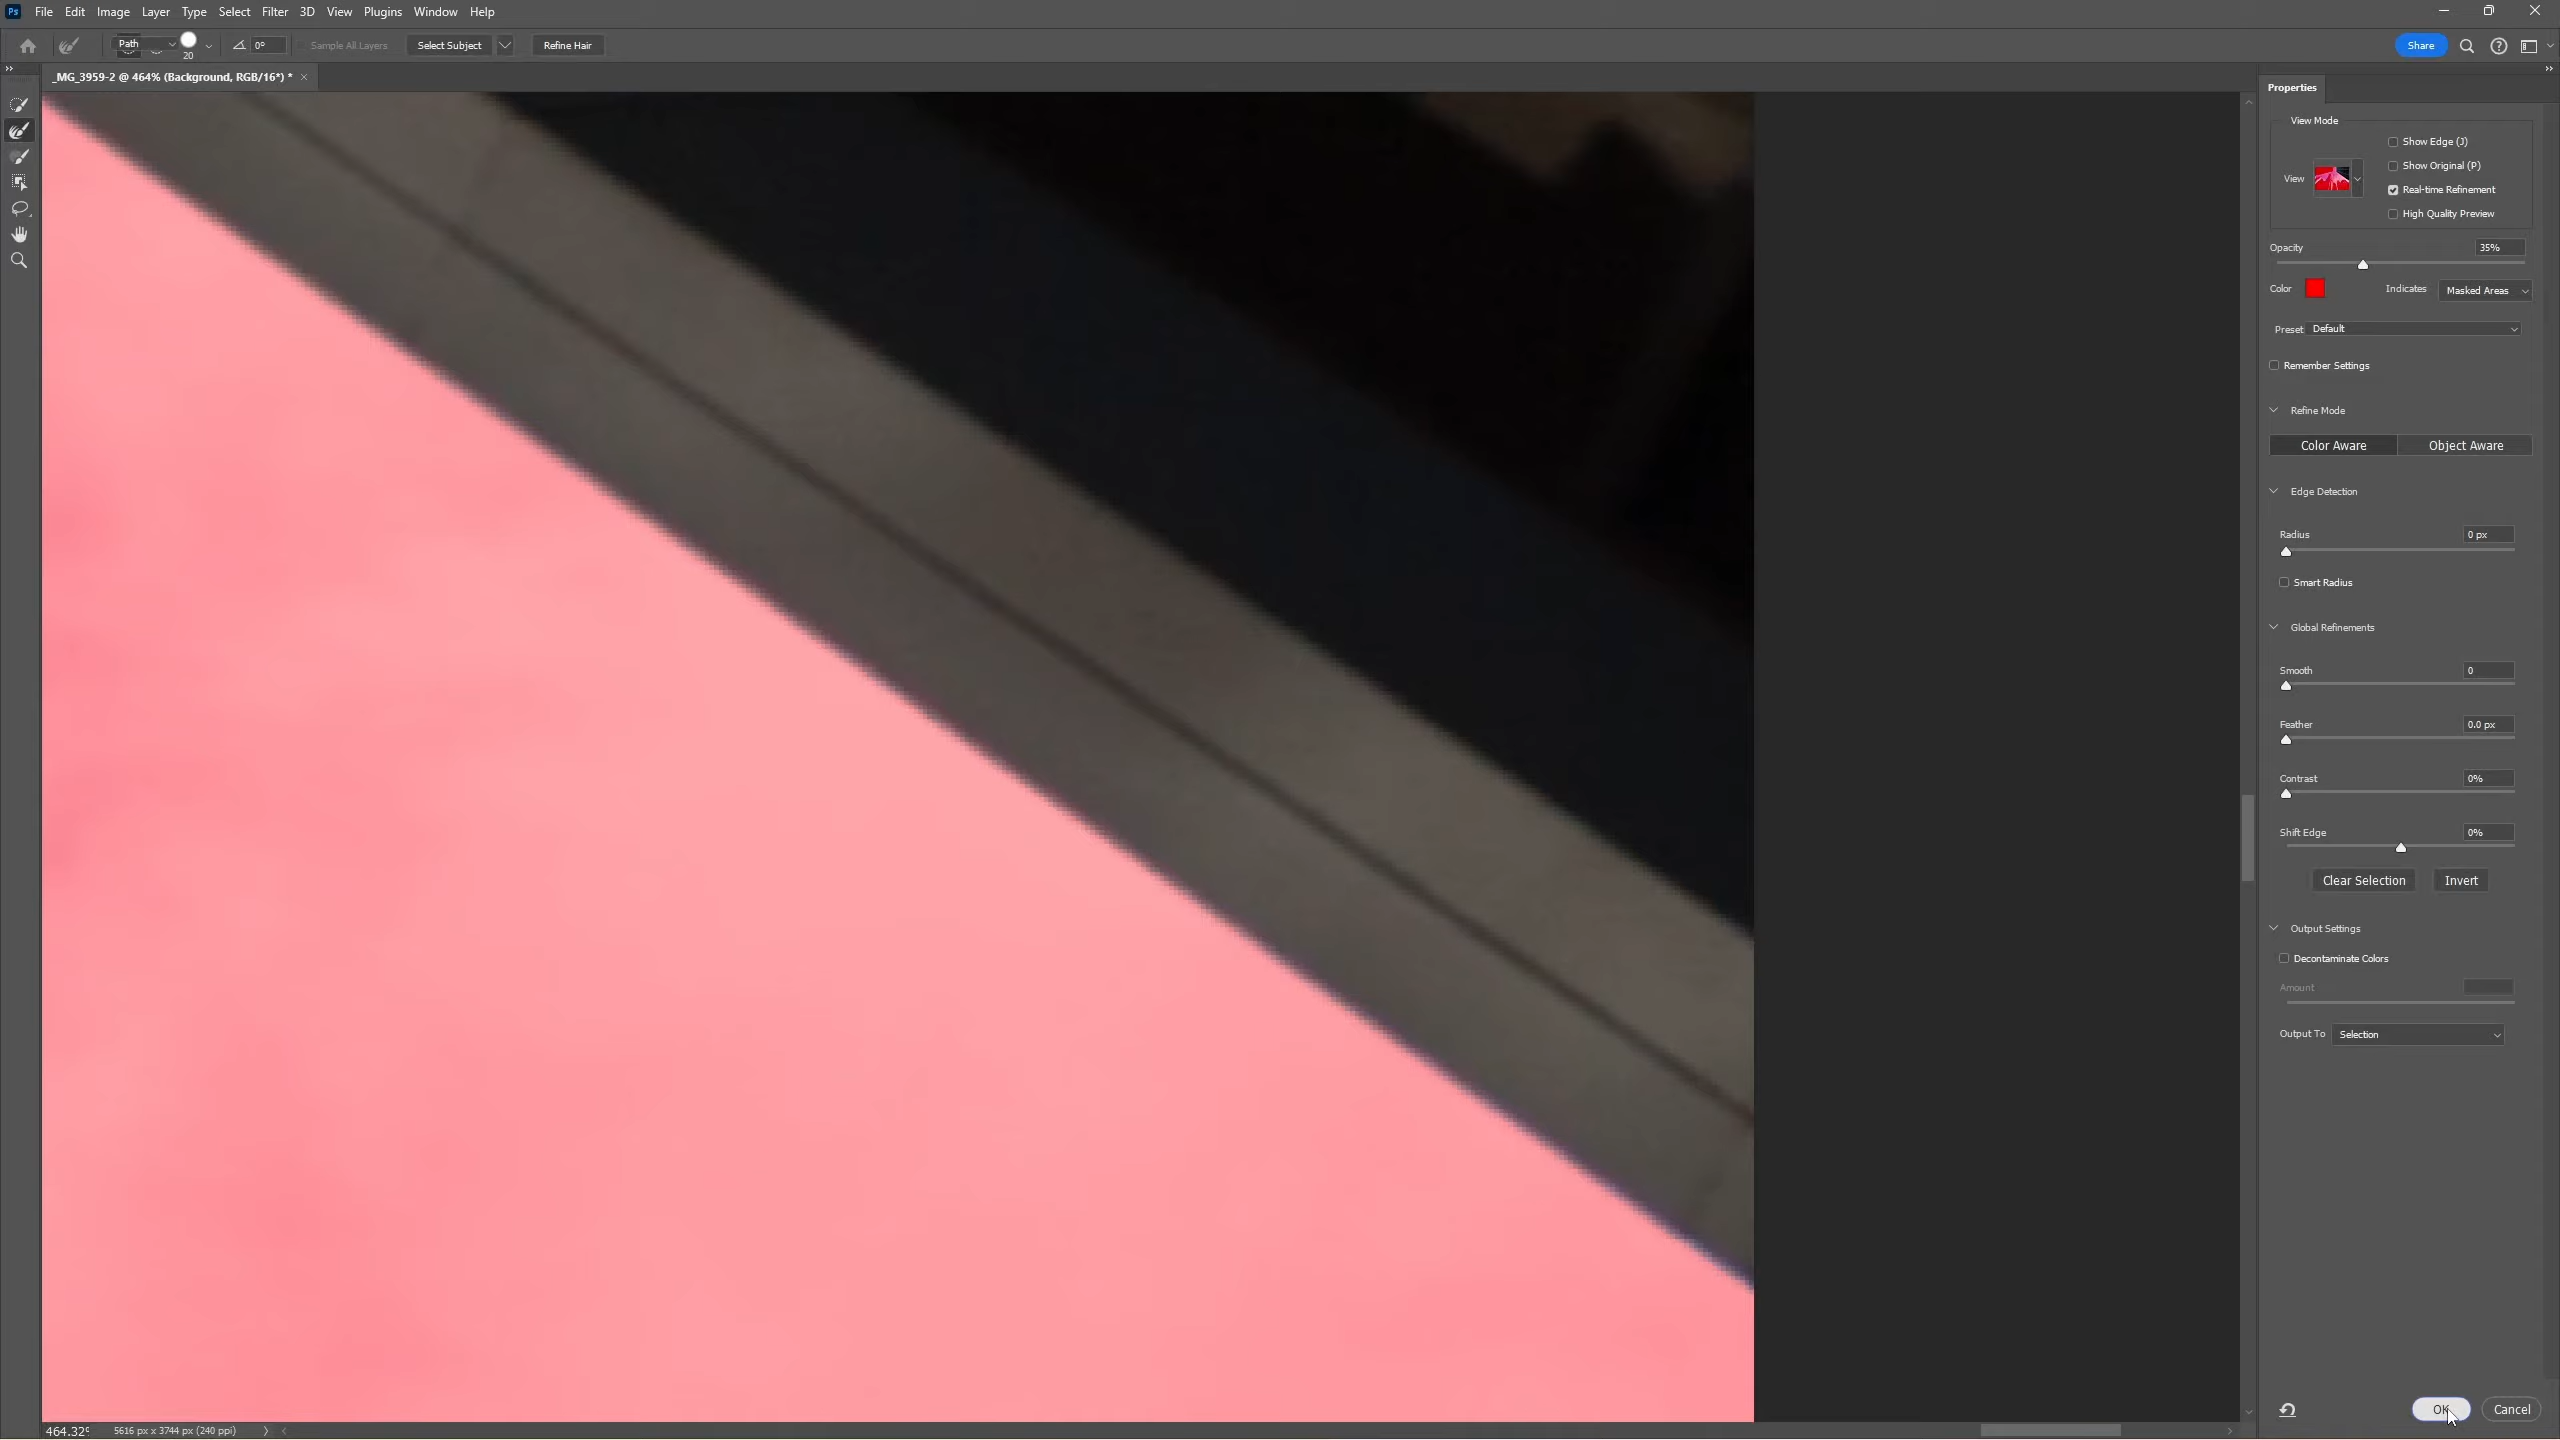 Ps File Edit Image Layer Type Select Filter 3D View Plugins Window Help
Path 20 0° Sample All Layers Select Subject Refine Hair Share
_MG_3959-2 @ 464% (Background, RGB/16*) *
Properties
View Mode
Show Edge (J)
Show Original (P)
View
Real-time Refinement
High Quality Preview
Opacity 35%
Color Indicates Masked Areas
Preset Default
Remember Settings
Refine Mode
Color Aware Object Aware
Edge Detection
Radius 0 px
Smart Radius
Global Refinements
Smooth 0
Feather 0.0 px
Contrast 0%
Shift Edge 0%
Clear Selection Invert
Output Settings
Decontaminate Colors
Amount
Output To Selection
OK Cancel
464.32% 5616 px x 3744 px (240 ppi)